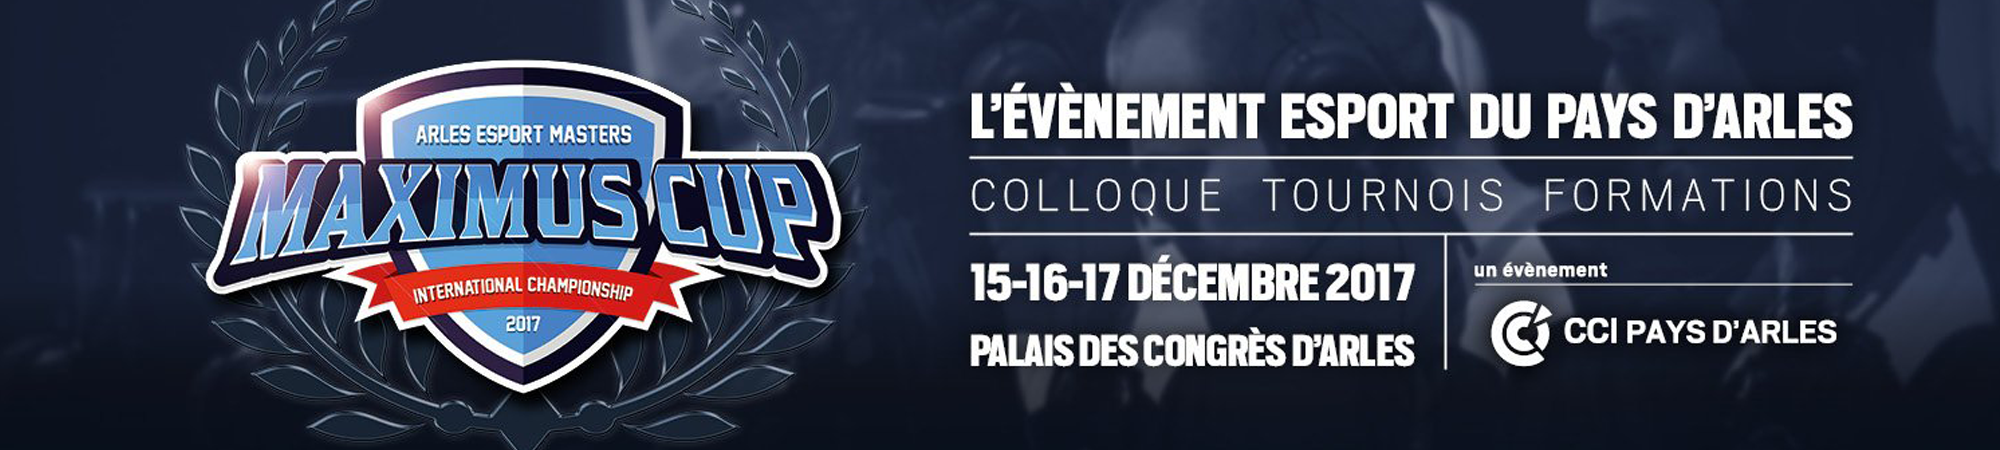 ARLES ESPORT MASTERS
MAXIMUS CUP
INTERNATIONAL CHAMPIONSHIP
2017
L'ÉVÈNEMENT ESPORT DU PAYS D'ARLES
COLLOQUE TOURNOIS FORMATIONS
15-16-17 DÉCEMBRE 2017
PALAIS DES CONGRÈS D'ARLES
un évènement
CCI PAYS D'ARLES